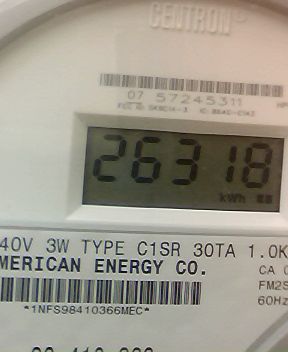 CENTRON®
07 57245311
26318
kWh
40V 3W TYPE C1SR 30TA 1.0K
MERICAN ENERGY CO.
CA 0
FM2S
60Hz
*1NFS98410366MEC*